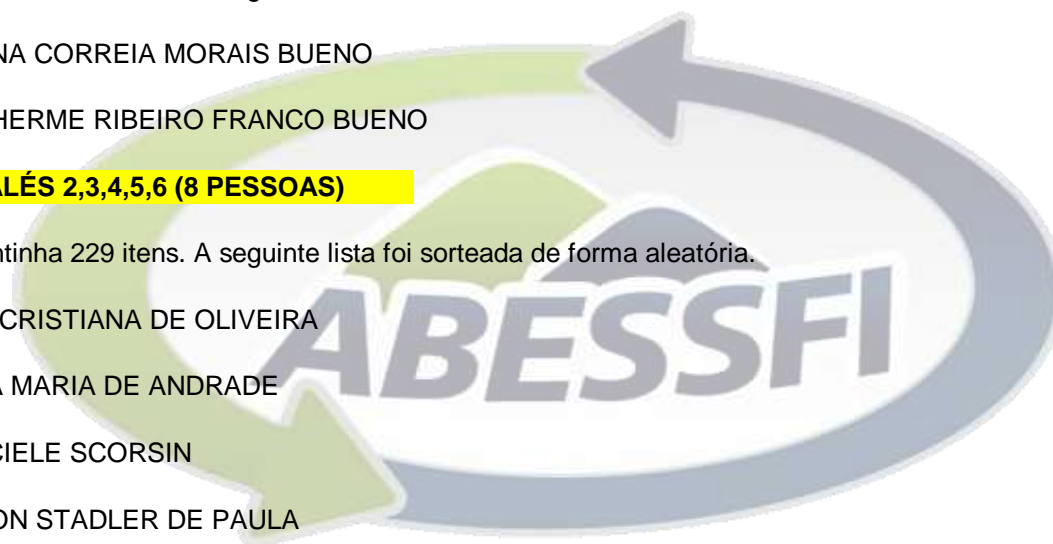 NA CORREIA MORAIS BUENO
HERME RIBEIRO FRANCO BUENO
ALÉS 2,3,4,5,6 (8 PESSOAS)
ntinha 229 itens. A seguinte lista foi sorteada de forma aleatória.
CRISTIANA DE OLIVEIRA
A MARIA DE ANDRADE
CIELE SCORSIN
ON STADLER DE PAULA
ABESSFI